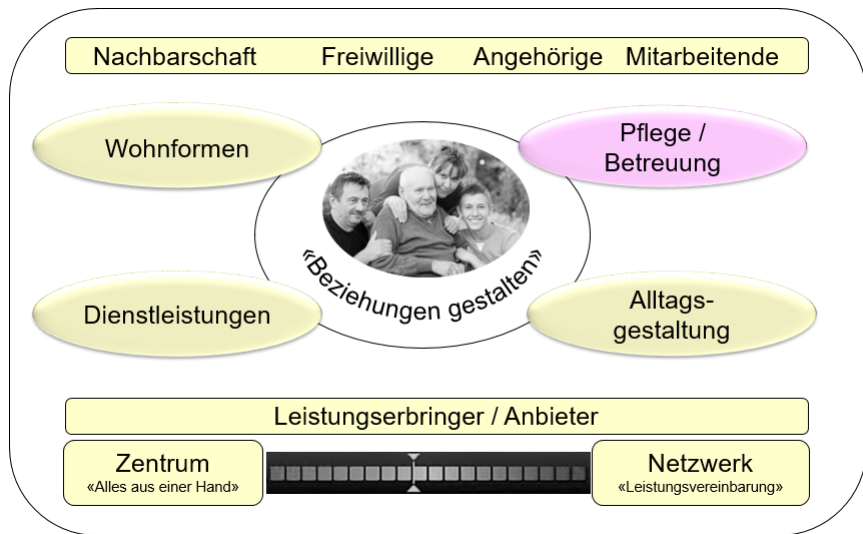 Nachbarschaft Freiwillige Angehörige Mitarbeitende
Wohnformen
Pflege /
Betreuung
«Beziehungen gestalten»
Dienstleistungen
Alltags-
gestaltung
Leistungserbringer / Anbieter
Zentrum
«Alles aus einer Hand»
Netzwerk
«Leistungsvereinbarung»